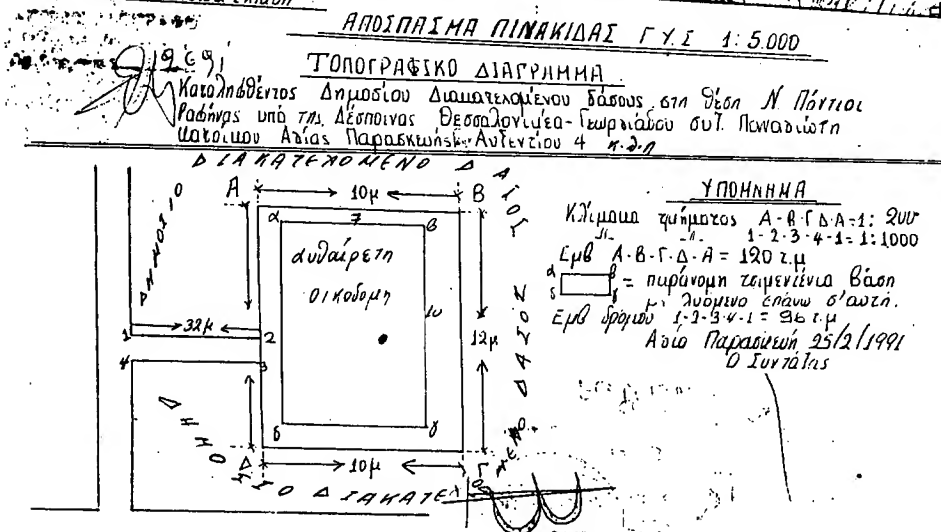 ΑΠΟΣΠΑΣΜΑ ΠΙΝΑΚΙΔΑΣ Γ Υ Σ 1:5.000
ΤΟΠΟΓΡΑΦΙΚΟ ΔΙΑΓΡΑΜΜΑ
Καταληφθέντος Δημοσίου Διακατεχομένου δάσους στη θέση Ν. Πόντιοι
Ραφήνας υπό της Δέσποινας Θεσσαλονικέα-Γεωργιάδου συζ. Παναγιώτη
κατοίκου Αγίας Παρασκευής-Αυξεντίου 4
ΔΙΑΚΑΤΕΧΟΜΕΝΟ ΔΑΣΟΣ
ΔΗΜΟΣΙΟ
Α 10μ Β
α 7 β
αυθαίρετη
οικοδομή
10
1 32μ 2
12μ
4 3
δ γ
Δ 10μ Γ
ΔΗΜΟΣΙΟ ΔΙΑΚΑΤΕΧΟΜΕΝΟ ΔΑΣΟΣ
ΥΠΟΜΝΗΜΑ
Κλίμακα τμήματος Α-Β-Γ-Δ-Α=1:200
-"- -"- 1-2-3-4-1=1:1000
Εμβ Α-Β-Γ-Δ-Α = 120 τ.μ
α β
δ γ = παράνομη τσιμεντένια βάση
μ, λυόμενο επάνω σ'αυτή.
Εμβ δρόμου 1-2-3-4-1 = 96 τ.μ
Αγία Παρασκευή 25/2/1991
Ο Συντάξας